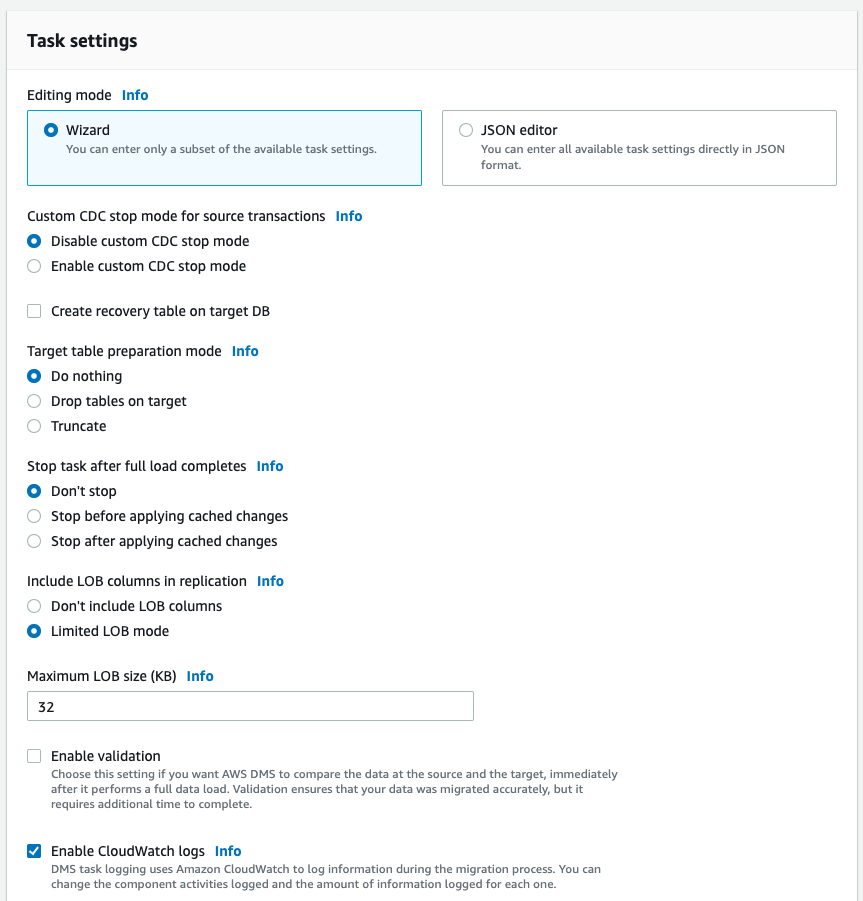 Task settings
Editing mode Info
Wizard
You can enter only a subset of the available task settings.
JSON editor
You can enter all available task settings directly in JSON
format.
Custom CDC stop mode for source transactions Info
Disable custom CDC stop mode
Enable custom CDC stop mode
Create recovery table on target DB
Target table preparation mode Info
Do nothing
Drop tables on target
Truncate
Stop task after full load completes Info
Don't stop
Stop before applying cached changes
Stop after applying cached changes
Include LOB columns in replication Info
Don't include LOB columns
Limited LOB mode
Maximum LOB size (KB) Info
32
Enable validation
Choose this setting if you want AWS DMS to compare the data at the source and the target, immediately
after it performs a full data load. Validation ensures that your data was migrated accurately, but it
requires additional time to complete.
Enable CloudWatch logs Info
DMS task logging uses Amazon CloudWatch to log information during the migration process. You can
change the component activities logged and the amount of information logged for each one.